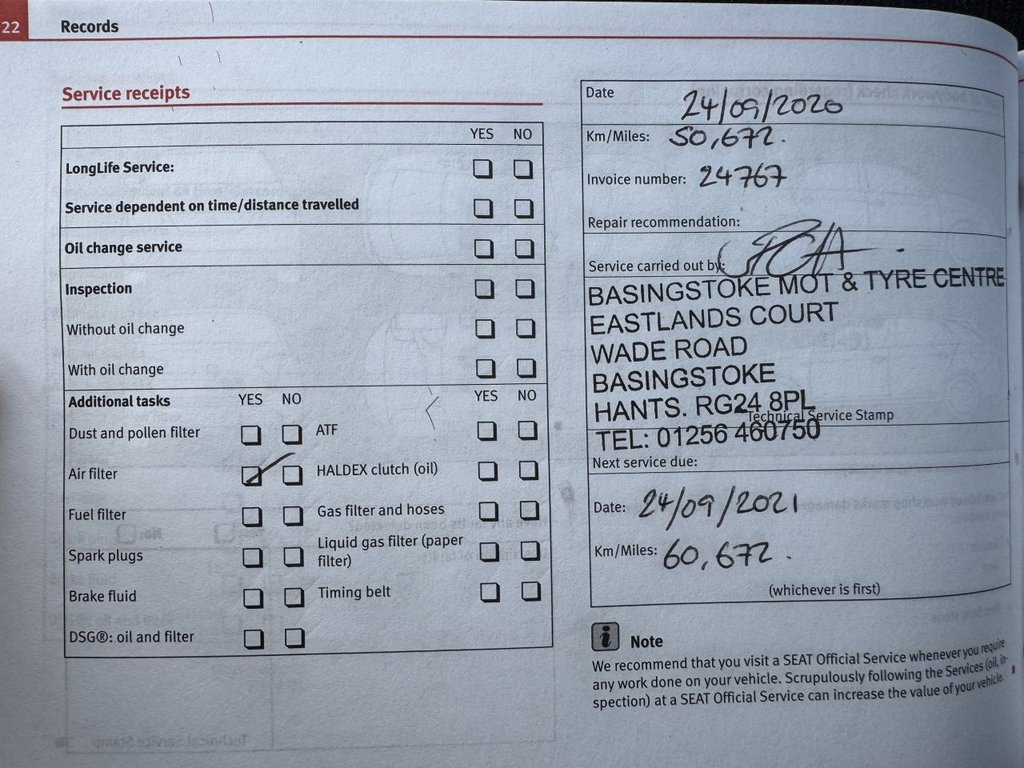 22 Records
Service receipts
YES NO
LongLife Service:
Service dependent on time/distance travelled
Oil change service
Inspection
Without oil change
With oil change
Additional tasks YES NO YES NO
Dust and pollen filter ATF
Air filter HALDEX clutch (oil)
Fuel filter Gas filter and hoses
Spark plugs Liquid gas filter (paper
filter)
Brake fluid Timing belt
DSG®: oil and filter
Date 24/09/2020
Km/Miles: 50,672.
Invoice number: 24767
Repair recommendation:
Service carried out by:
BASINGSTOKE MOT & TYRE CENTRE
EASTLANDS COURT
WADE ROAD
BASINGSTOKE
HANTS. RG24 8PL
Technical Service Stamp
TEL: 01256 460750
Next service due:
Date: 24/09/2021
Km/Miles: 60,672.
(whichever is first)
Note
We recommend that you visit a SEAT Official Service whenever you require
any work done on your vehicle. Scrupulously following the Services (oil, in-
spection) at a SEAT Official Service can increase the value of your vehicle.